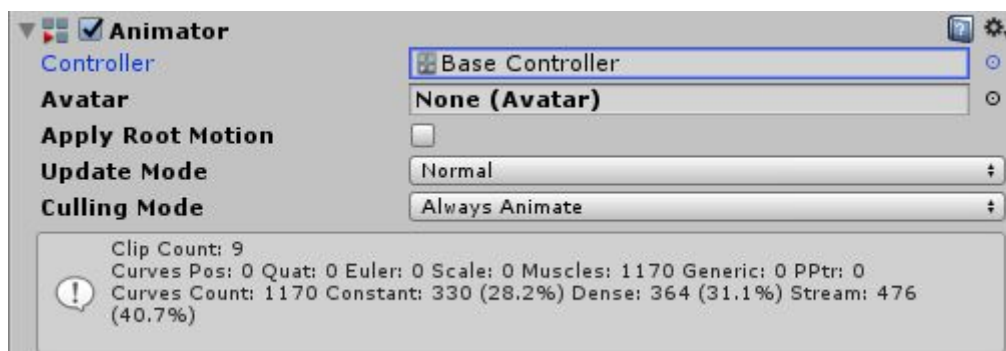 Animator
Controller Base Controller
Avatar None (Avatar)
Apply Root Motion
Update Mode Normal
Culling Mode Always Animate
Clip Count: 9
Curves Pos: 0 Quat: 0 Euler: 0 Scale: 0 Muscles: 1170 Generic: 0 PPtr: 0
Curves Count: 1170 Constant: 330 (28.2%) Dense: 364 (31.1%) Stream: 476
(40.7%)